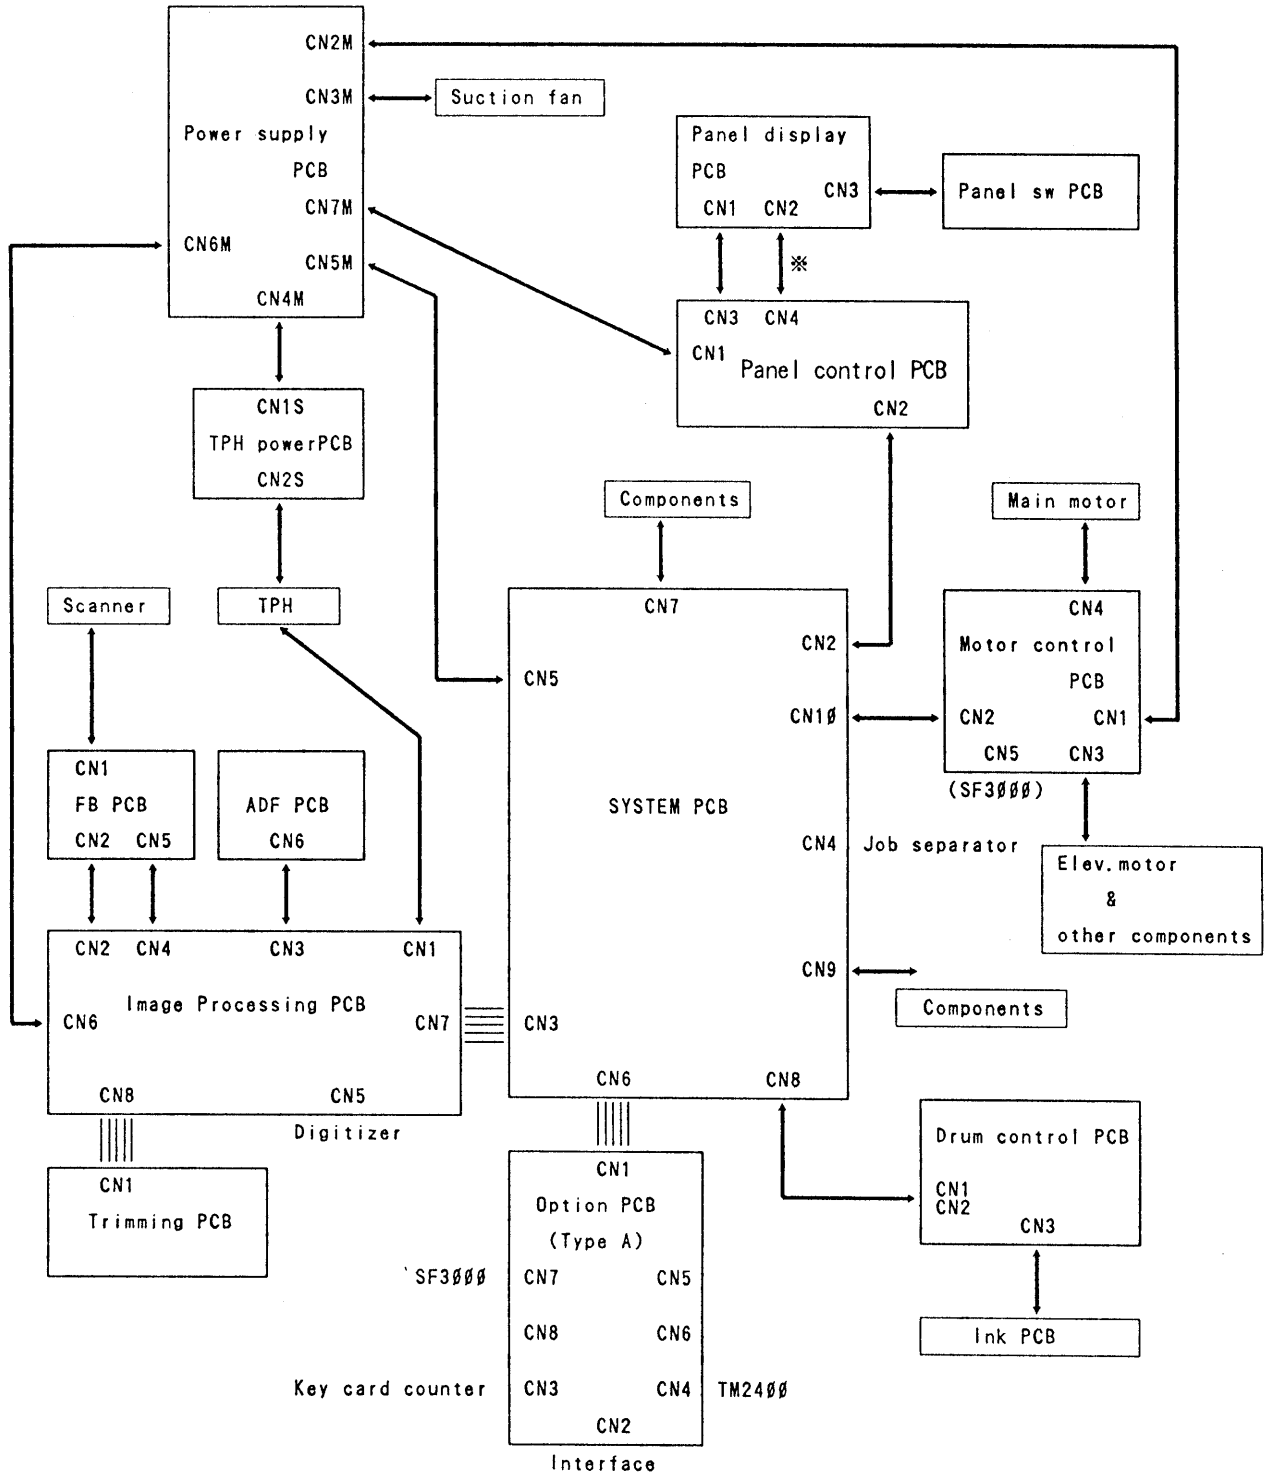 CN2M
CN3M
Suction fan
Power supply
PCB
CN7M
CN6M
CN5M
CN4M
Panel display
PCB
CN3
CN1 CN2
Panel sw PCB
※
CN3 CN4
CN1
Panel control PCB
CN2
CN1S
TPH powerPCB
CN2S
Components
Main motor
Scanner
TPH
CN7
CN2
CN5
CN10
SYSTEM PCB
CN4
Job separator
CN9
Components
CN3
CN6
CN8
CN4
Motor control
PCB
CN2
CN1
CN5
CN3
(SF3000)
Elev.motor
&
other components
CN1
FB PCB
CN2 CN5
ADF PCB
CN6
CN2 CN4 CN3 CN1
Image Processing PCB
CN6
CN7
CN8
CN5
Digitizer
CN1
Trimming PCB
CN1
Option PCB
(Type A)
SF3000
CN7
CN5
CN8
CN6
Key card counter
CN3
CN4
TM2400
CN2
Interface
Drum control PCB
CN1
CN2
CN3
Ink PCB